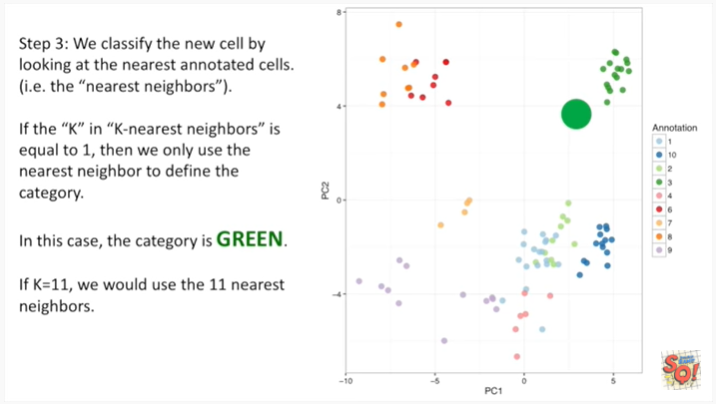 Step 3: We classify the new cell by
looking at the nearest annotated cells.
(i.e. the “nearest neighbors”).
If the “K” in “K-nearest neighbors” is
equal to 1, then we only use the
nearest neighbor to define the
category.
In this case, the category is GREEN.
If K=11, we would use the 11 nearest
neighbors.
8
4
0
-4
PC2
-10
-5
0
5
PC1
Annotation
1
10
2
3
4
6
7
8
9
SQ!